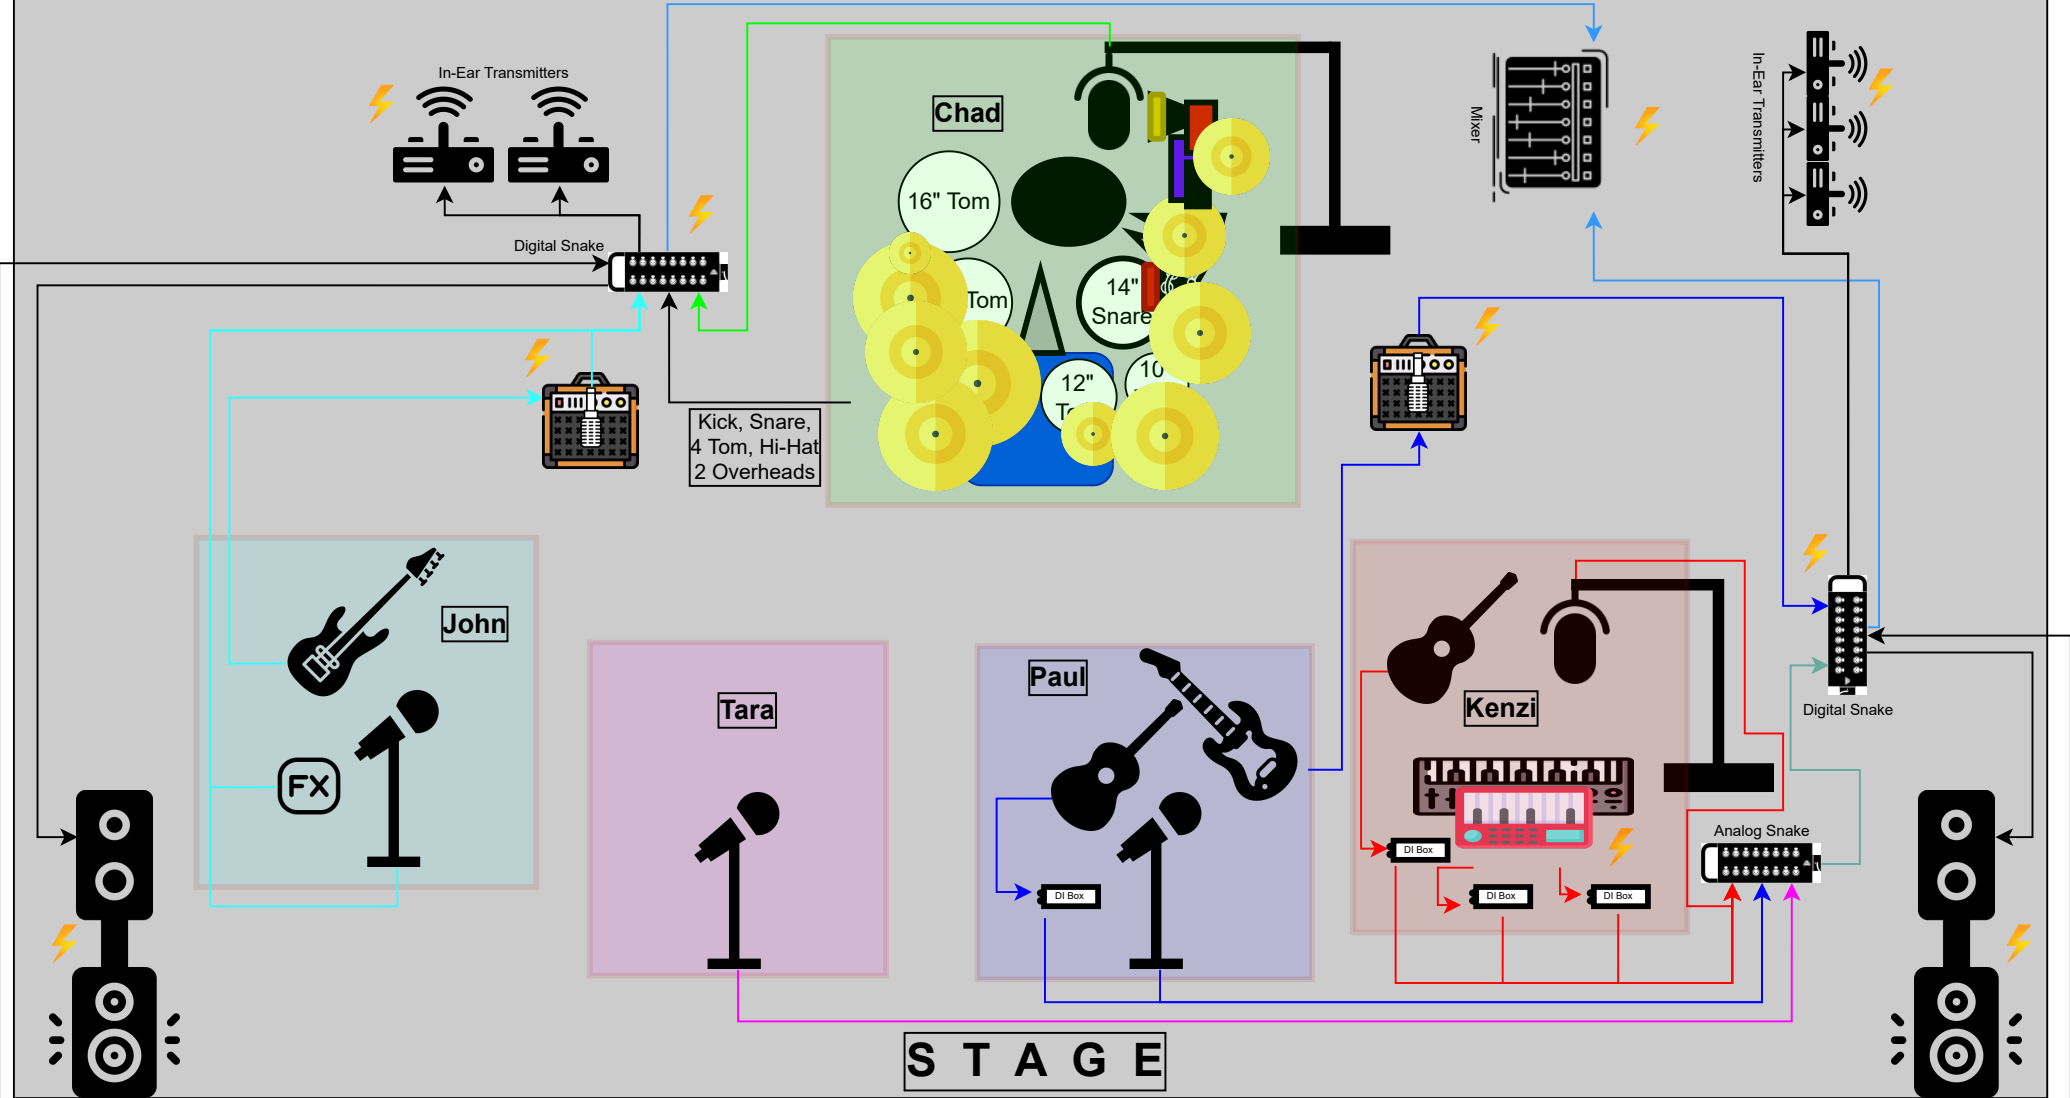 In-Ear Transmitters
In-Ear Transmitters
Mixer
Chad
16" Tom
Digital Snake
Tom
14"
Snare
12"
10
Kick, Snare,
4 Tom, Hi-Hat
2 Overheads
John
FX
Tara
Paul
DI Box
Kenzi
DI Box
DI Box
DI Box
Digital Snake
Analog Snake
S T A G E